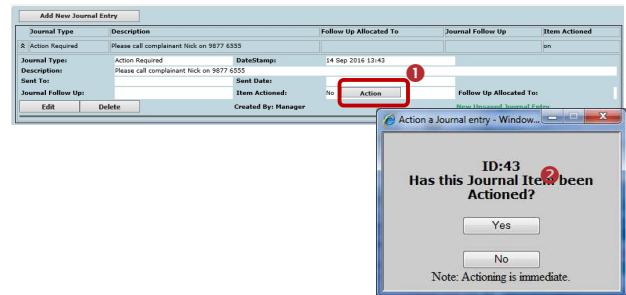 Add New Journal Entry
Journal Type Description Follow Up Allocated To Journal Follow Up Item Actioned
Action Required Please call complainant Nick on 9877 6555 on
Journal Type: Action Required DateStamp: 14 Sep 2016 13:43
Description: Please call complainant Nick on 9877 6555
Sent To: Sent Date:
Journal Follow Up: Item Actioned: No Action Follow Up Allocated To:
Edit Delete Created By: Manager New Unsaved Journal Entry
1
Action a Journal entry - Window...
2
ID:43
Has this Journal Item been
Actioned?
Yes
No
Note: Actioning is immediate.